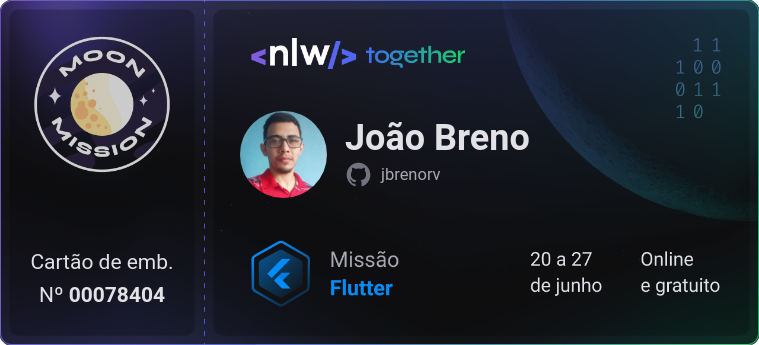 MOON
MISSION
Cartão de emb.
Nº 00078404
<nlw/> together
1 1
1 0 0
0 1 1
1 0
João Breno
jbrenorv
Missão
Flutter
20 a 27
de junho
Online
e gratuito